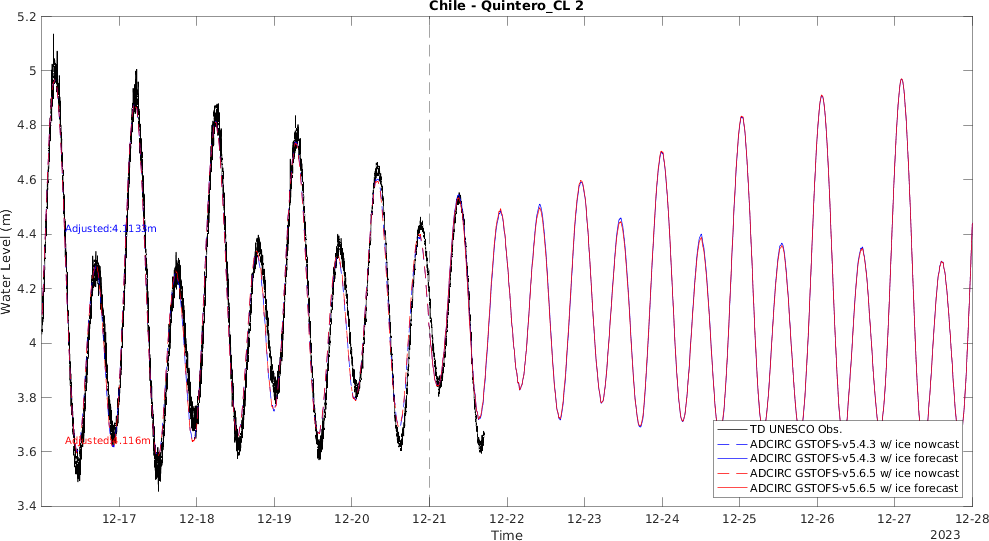 Chile - Quintero_CL 2
5.2
5
4.8
4.6
4.4
4.2
4
3.8
3.6
3.4
Water Level (m)
Adjusted:4.1133m
Adjusted:4.116m
TD UNESCO Obs.
ADCIRC GSTOFS-v5.4.3 w/ ice nowcast
ADCIRC GSTOFS-v5.4.3 w/ ice forecast
ADCIRC GSTOFS-v5.6.5 w/ ice nowcast
ADCIRC GSTOFS-v5.6.5 w/ ice forecast
12-17 12-18 12-19 12-20 12-21 12-22 12-23 12-24 12-25 12-26 12-27 12-28
Time
2023